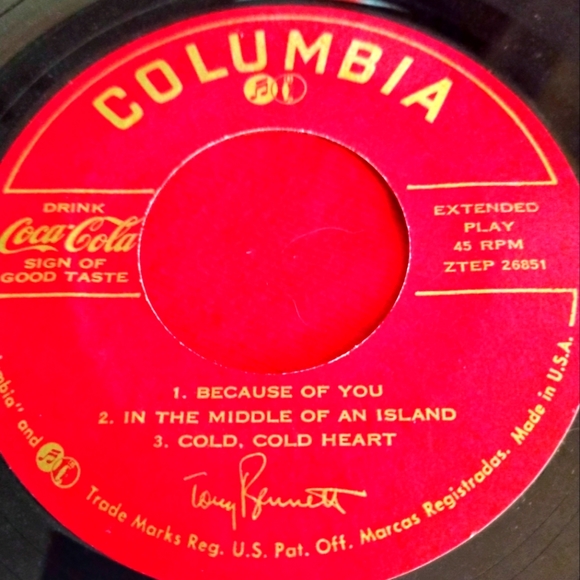 COLUMBIA
DRINK
Coca-Cola
SIGN OF
GOOD TASTE
EXTENDED
PLAY
45 RPM
ZTEP 26851
1. BECAUSE OF YOU
2. IN THE MIDDLE OF AN ISLAND
3. COLD, COLD HEART
Tony Bennett
and Trade Marks Reg. U.S. Pat. Off. Marcas Registradas. Made in U.S.A.